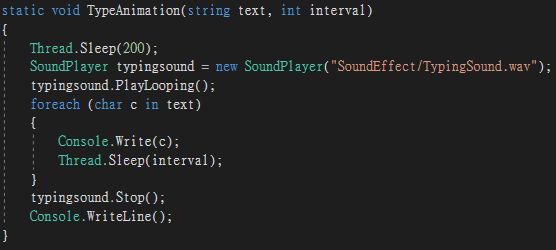 static void TypeAnimation(string text, int interval)
{
    Thread.Sleep(200);
    SoundPlayer typingsound = new SoundPlayer("SoundEffect/TypingSound.wav");
    typingsound.PlayLooping();
    foreach (char c in text)
    {
        Console.Write(c);
        Thread.Sleep(interval);
    }
    typingsound.Stop();
    Console.WriteLine();
}